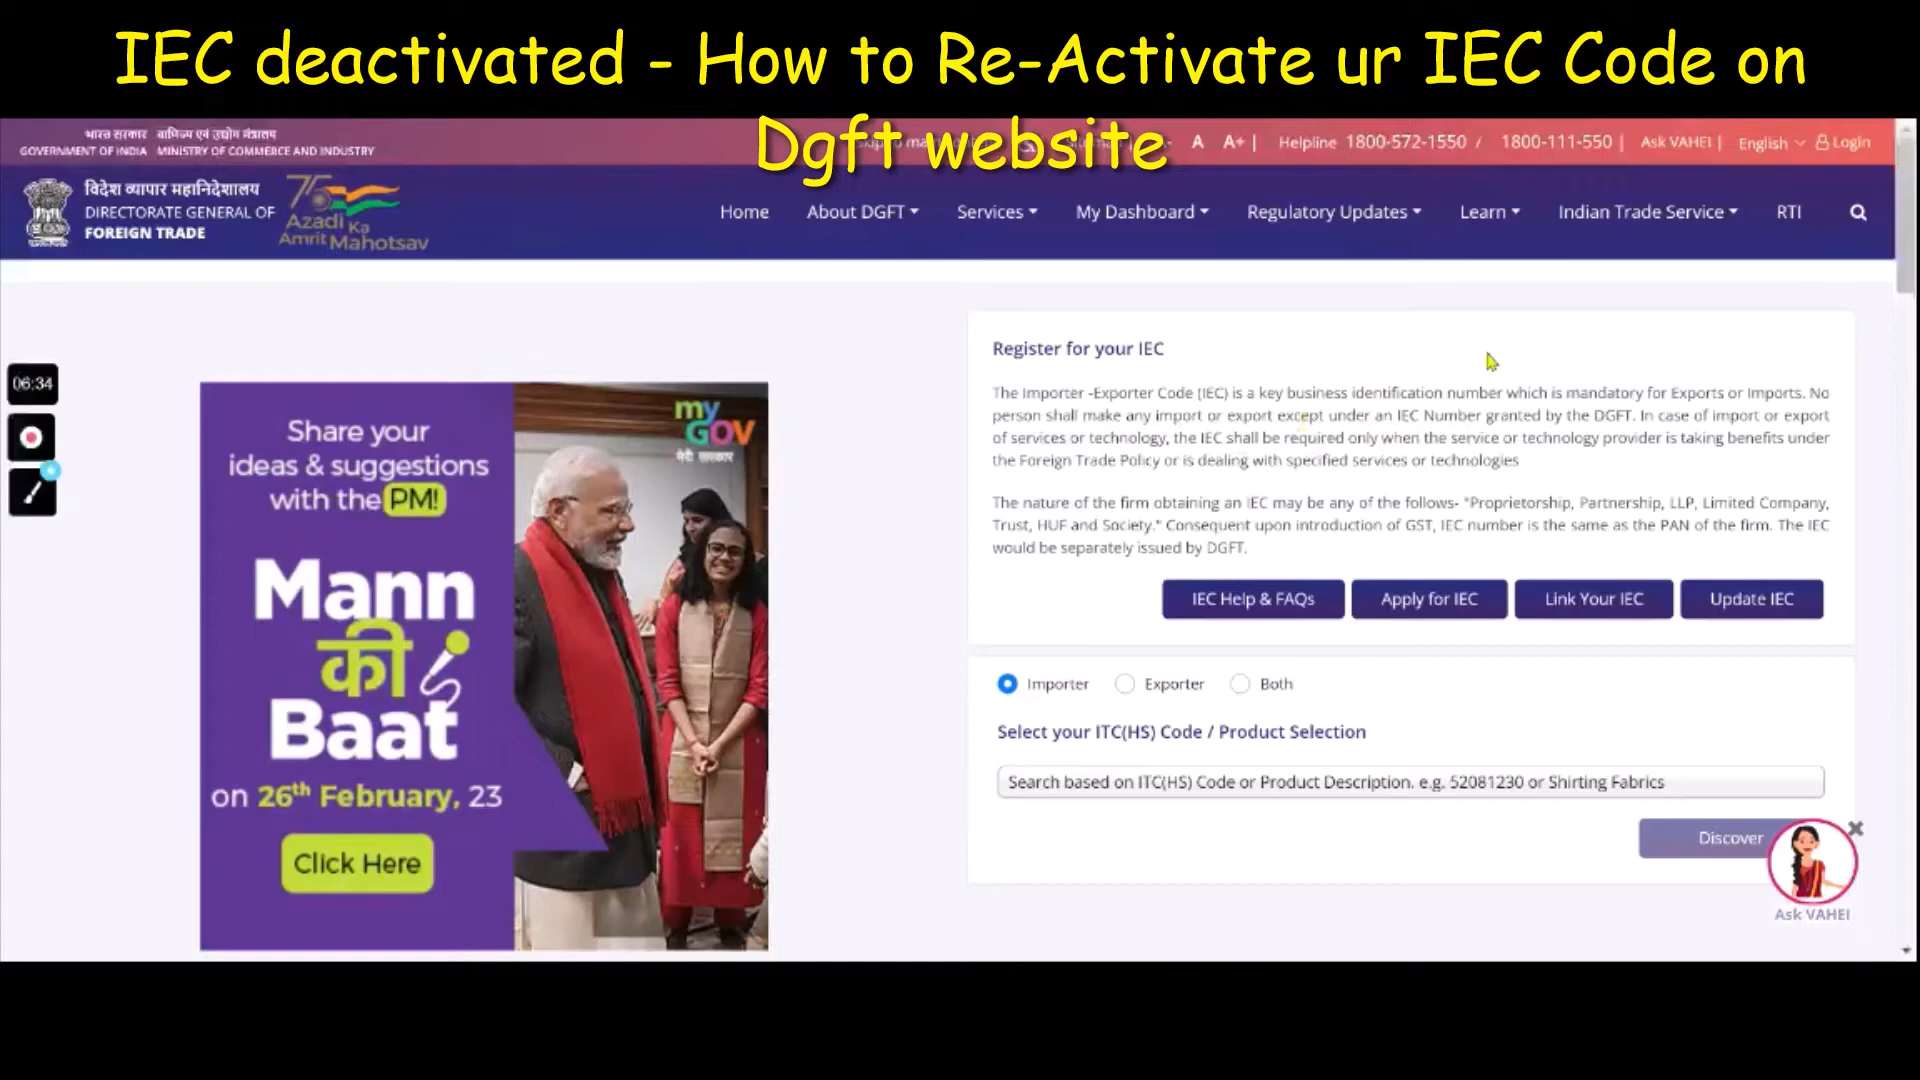 IEC deactivated - How to Re-Activate ur IEC Code on
Dgft website
भारत सरकार वाणिज्य एवं उद्योग मंत्रालय
GOVERNMENT OF INDIA MINISTRY OF COMMERCE AND INDUSTRY
A A+ | Helpline 1800-572-1550 / 1800-111-550 | Ask VAHEI | English Login
विदेश व्यापार महानिदेशालय
DIRECTORATE GENERAL OF
FOREIGN TRADE
75
Azadi Ka
Amrit Mahotsav
Home About DGFT Services My Dashboard Regulatory Updates Learn Indian Trade Service RTI
06:34
Share your
ideas & suggestions
with the PM!
Mann
की
Baat
on 26th February, 23
Click Here
my
GOV
मेरी सरकार
Register for your IEC
The Importer -Exporter Code (IEC) is a key business identification number which is mandatory for Exports or Imports. No
person shall make any import or export except under an IEC Number granted by the DGFT. In case of import or export
of services or technology, the IEC shall be required only when the service or technology provider is taking benefits under
the Foreign Trade Policy or is dealing with specified services or technologies
The nature of the firm obtaining an IEC may be any of the follows- "Proprietorship, Partnership, LLP, Limited Company,
Trust, HUF and Society." Consequent upon introduction of GST, IEC number is the same as the PAN of the firm. The IEC
would be separately issued by DGFT.
IEC Help & FAQs Apply for IEC Link Your IEC Update IEC
Importer Exporter Both
Select your ITC(HS) Code / Product Selection
Search based on ITC(HS) Code or Product Description. e.g. 52081230 or Shirting Fabrics
Discover
Ask VAHEI